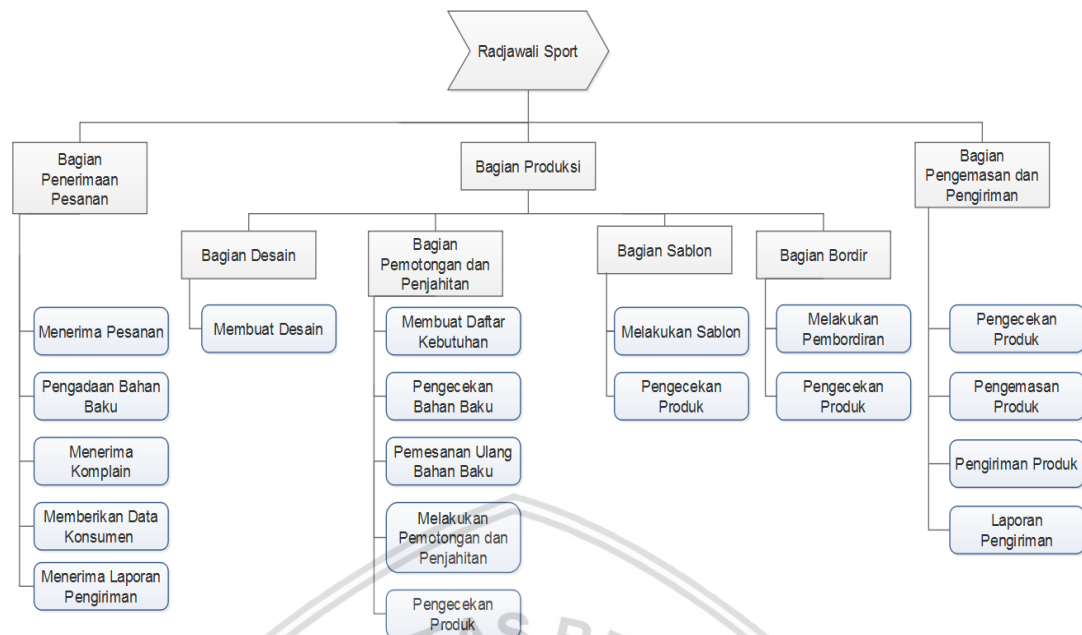 Radjawali Sport
Bagian
Penerimaan
Pesanan
Bagian Produksi
Bagian
Pengemasan dan
Pengiriman
Bagian Desain
Bagian
Pemotongan dan
Penjahitan
Bagian Sablon
Bagian Bordir
Menerima Pesanan
Pengadaan Bahan
Baku
Menerima
Komplain
Memberikan Data
Konsumen
Menerima Laporan
Pengiriman
Membuat Desain
Membuat Daftar
Kebutuhan
Pengecekan
Bahan Baku
Pemesanan Ulang
Bahan Baku
Melakukan
Pemotongan dan
Penjahitan
Pengecekan
Produk
Melakukan Sablon
Pengecekan
Produk
Melakukan
Pembordiran
Pengecekan
Produk
Pengecekan
Produk
Pengemasan
Produk
Pengiriman Produk
Laporan
Pengiriman